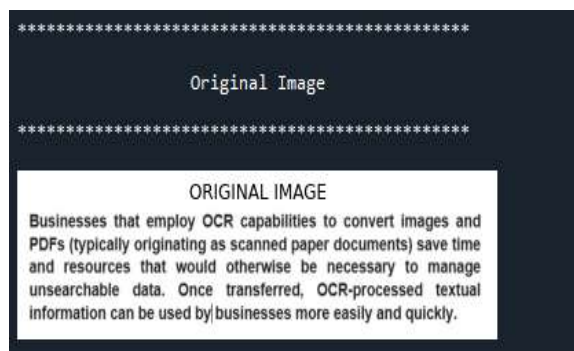 ***********************************************
Original Image
***********************************************
ORIGINAL IMAGE
Businesses that employ OCR capabilities to convert images and
PDFs (typically originating as scanned paper documents) save time
and resources that would otherwise be necessary to manage
unsearchable data. Once transferred, OCR-processed textual
information can be used by businesses more easily and quickly.